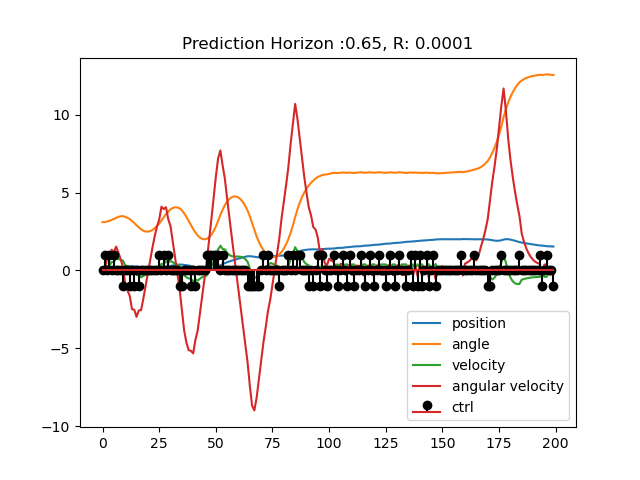 Prediction Horizon :0.65, R: 0.0001
10
5
0
−5
−10
position
angle
velocity
angular velocity
ctrl
0 25 50 75 100 125 150 175 200